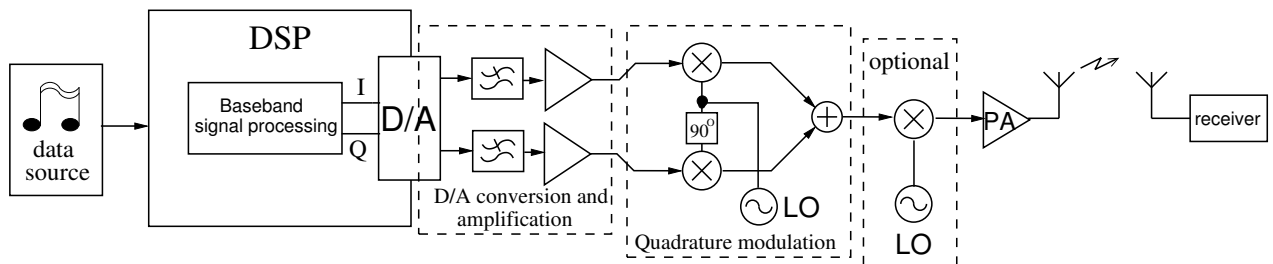 data
source
DSP
Baseband
signal processing
I
Q
D/A
D/A conversion and
amplification
90°
LO
Quadrature modulation
optional
LO
PA
receiver